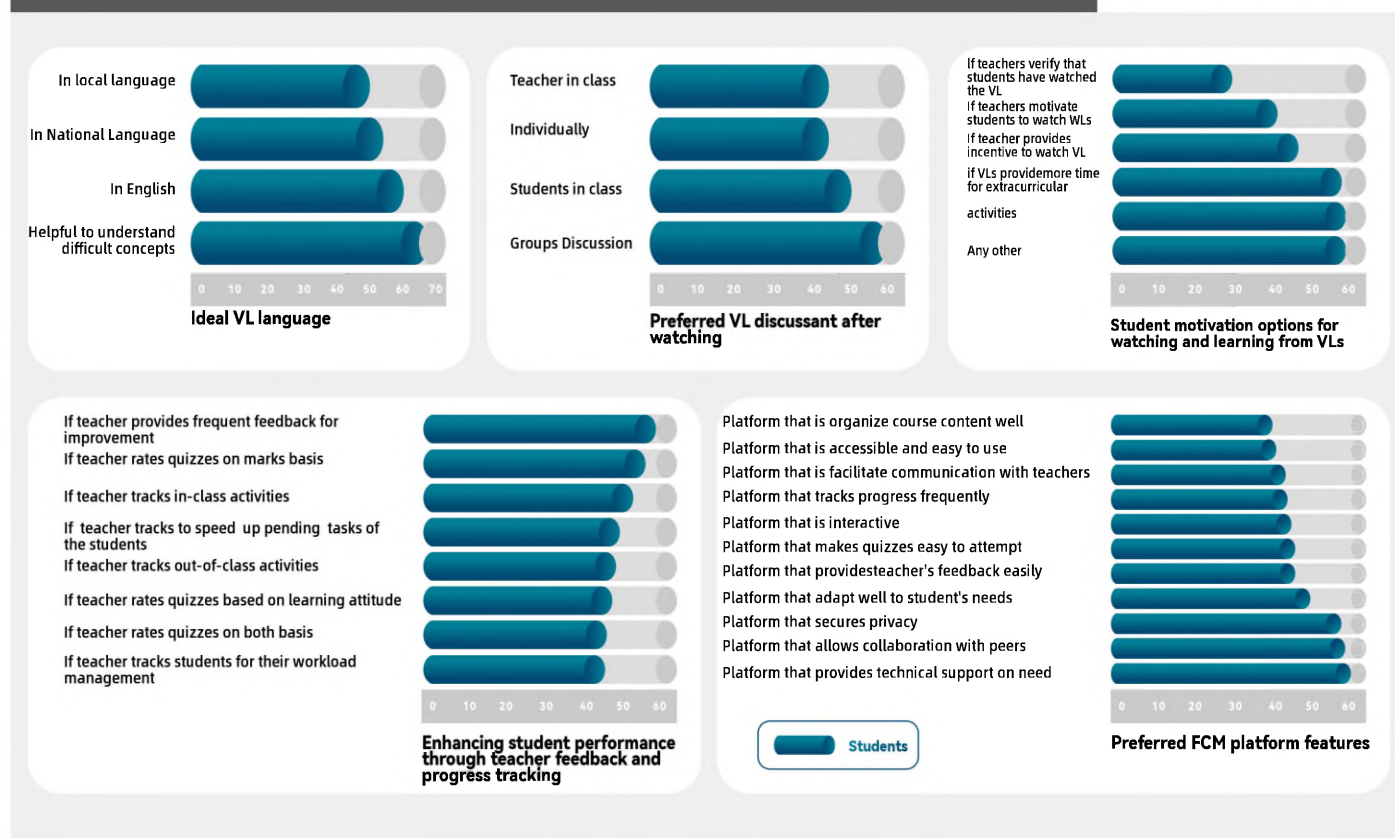 In local language
In National Language
In English
Helpful to understand
difficult concepts
0 10 20 30 40 50 60 70
Ideal VL language
Teacher in class
Individually
Students in class
Groups Discussion
0 10 20 30 40 50 60
Preferred VL discussant after
watching
If teachers verify that
students have watched
the VL
If teachers motivate
students to watch WLs
If teacher provides
incentive to watch VL
if VLs providemore time
for extracurricular
activities
Any other
0 10 20 30 40 50 60
Student motivation options for
watching and learning from VLs
If teacher provides frequent feedback for
improvement
If teacher rates quizzes on marks basis
If teacher tracks in-class activities
If teacher tracks to speed up pending tasks of
the students
If teacher tracks out-of-class activities
If teacher rates quizzes based on learning attitude
If teacher rates quizzes on both basis
If teacher tracks students for their workload
management
0 10 20 30 40 50 60
Enhancing student performance
through teacher feedback and
progress tracking
Platform that is organize course content well
Platform that is accessible and easy to use
Platform that is facilitate communication with teachers
Platform that tracks progress frequently
Platform that is interactive
Platform that makes quizzes easy to attempt
Platform that providesteacher's feedback easily
Platform that adapt well to student's needs
Platform that secures privacy
Platform that allows collaboration with peers
Platform that provides technical support on need
0 10 20 30 40 50 60
Students
Preferred FCM platform features